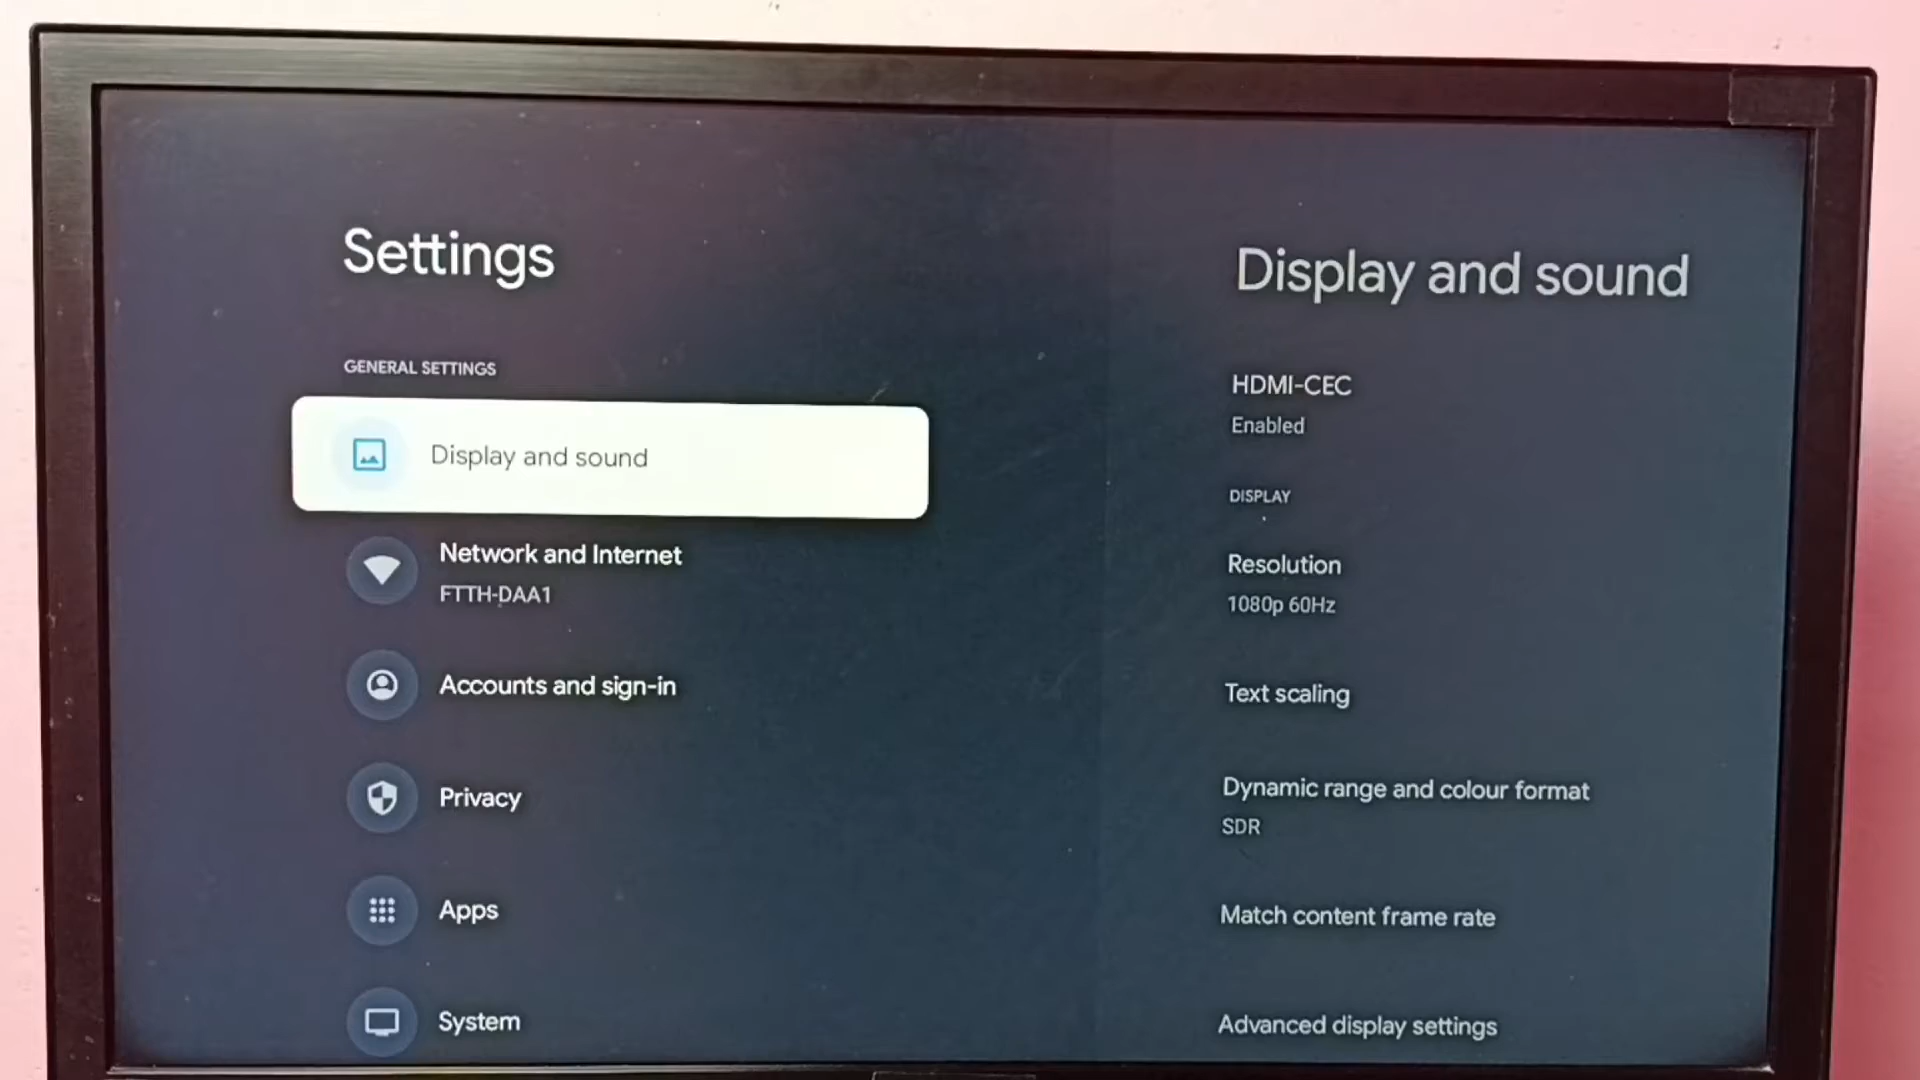 Settings
GENERAL SETTINGS
Display and sound
Network and Internet
FTTH-DAA1
Accounts and sign-in
Privacy
Apps
System
Display and sound
HDMI-CEC
Enabled
DISPLAY
Resolution
1080p 60Hz
Text scaling
Dynamic range and colour format
SDR
Match content frame rate
Advanced display settings